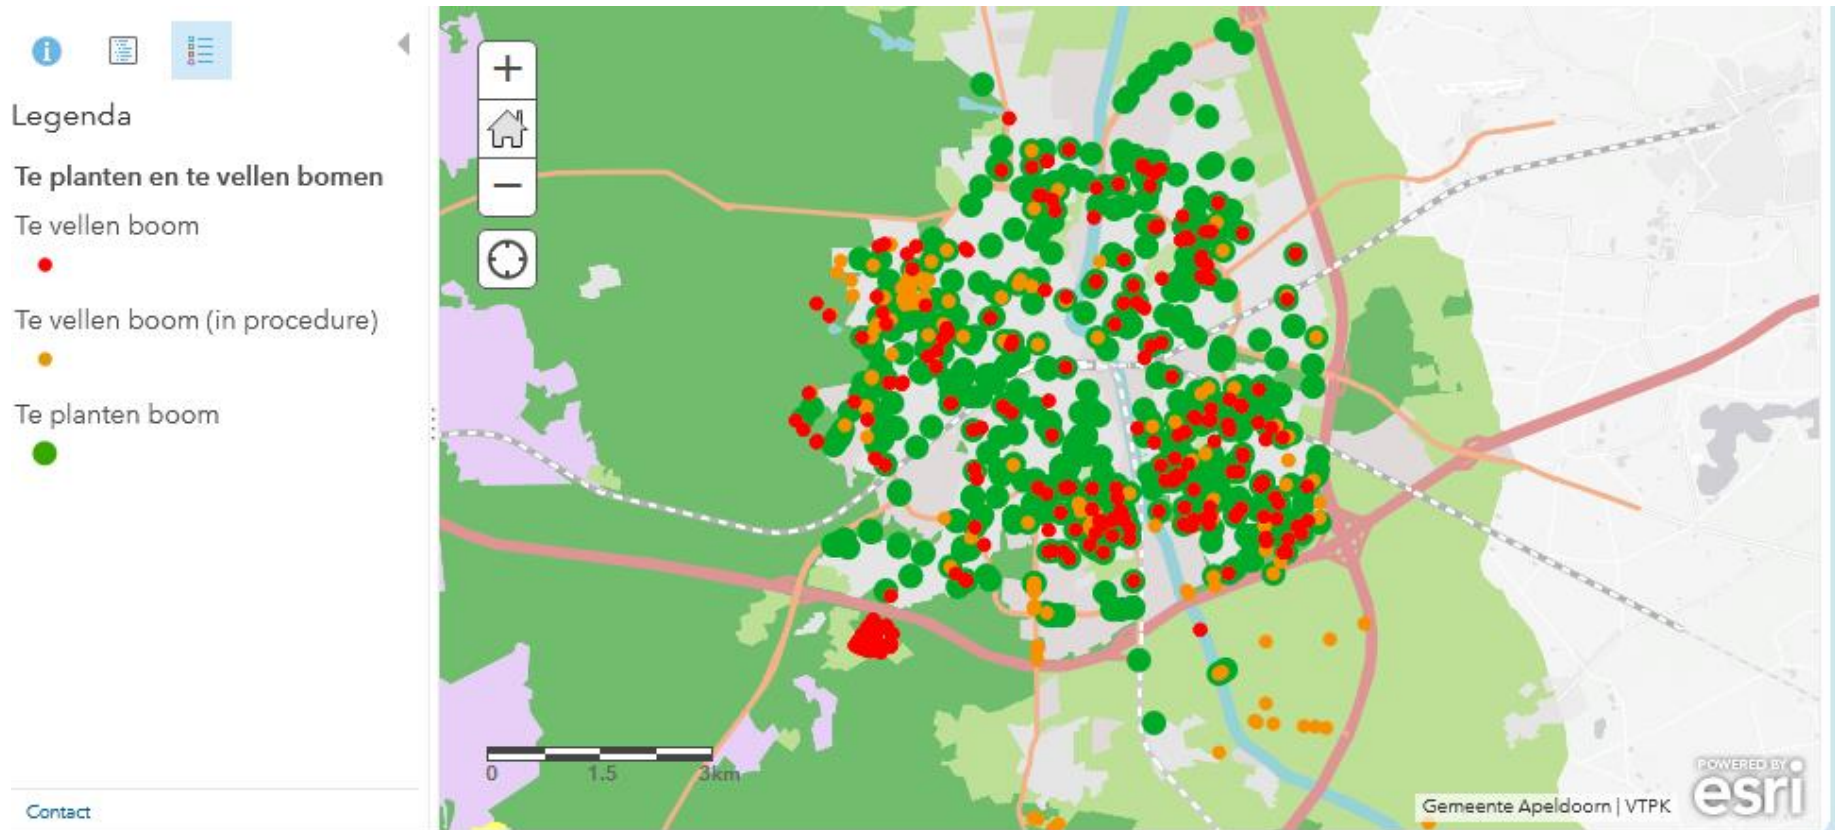 Legenda
Te planten en te vellen bomen
Te vellen boom
Te vellen boom (in procedure)
Te planten boom
Contact
0 1.5 3km
POWERED BY
esri
Gemeente Apeldoorn | VTPK